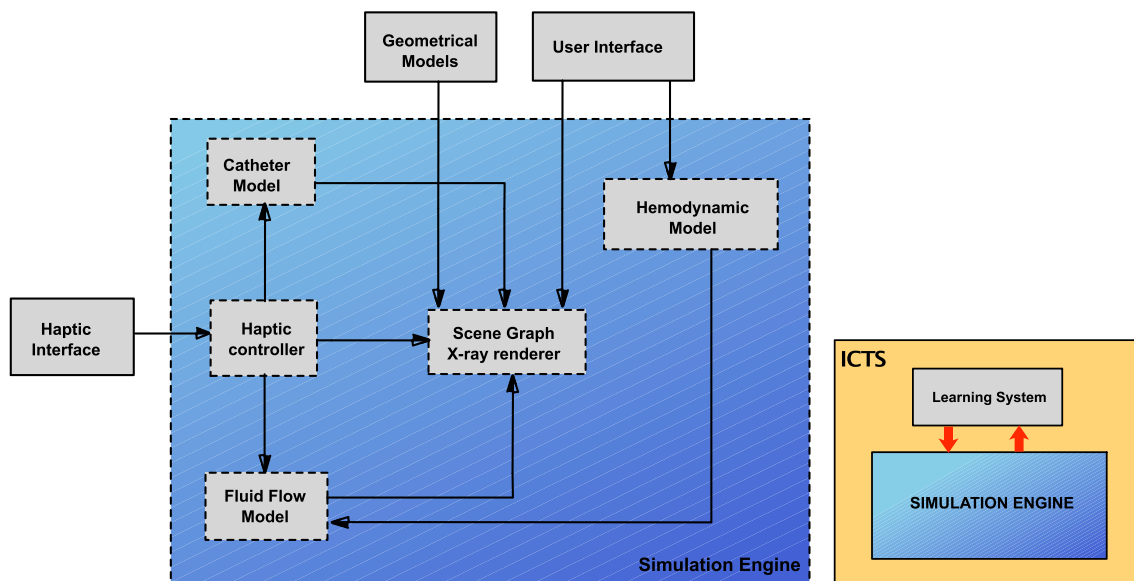 Geometrical
Models
User Interface
Catheter
Model
Hemodynamic
Model
Haptic
Interface
Haptic
controller
Scene Graph
X-ray renderer
Fluid Flow
Model
Simulation Engine
ICTS
Learning System
SIMULATION ENGINE